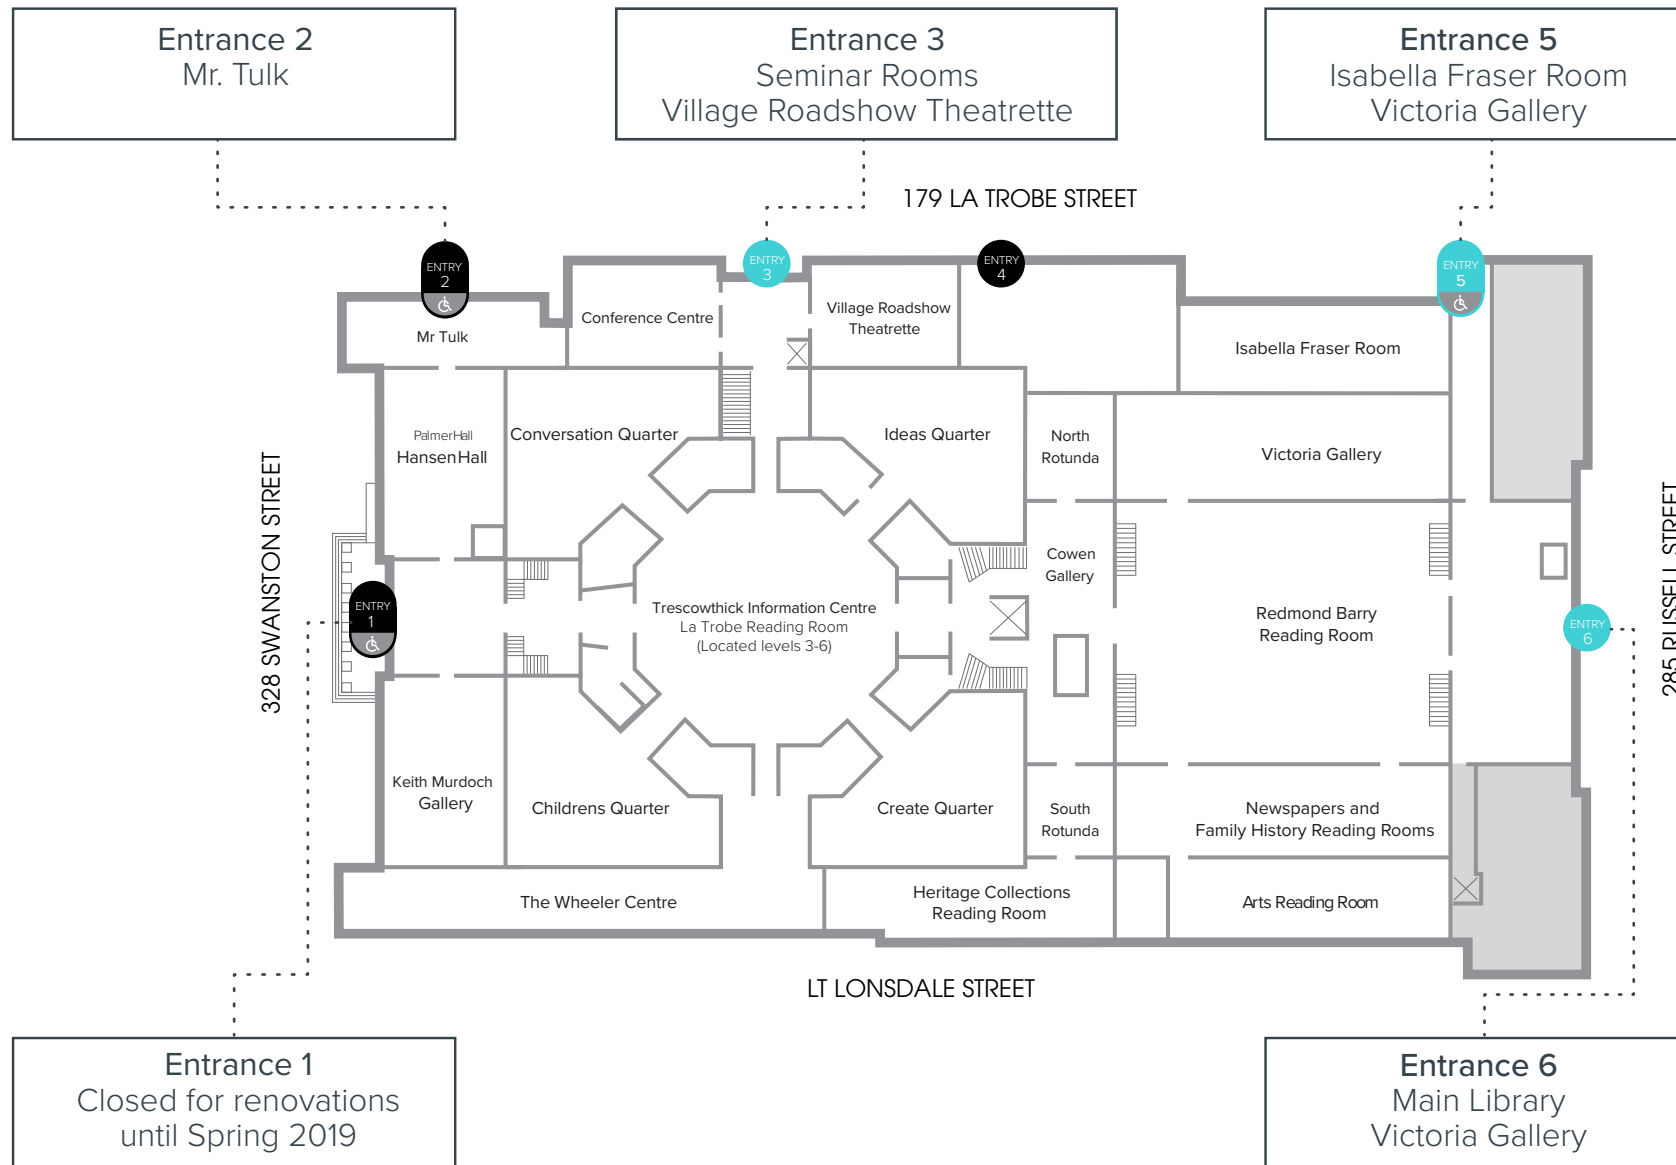 Entrance 2
Mr. Tulk
Entrance 3
Seminar Rooms
Village Roadshow Theatrette
Entrance 5
Isabella Fraser Room
Victoria Gallery
179 LA TROBE STREET
ENTRY
2
ENTRY
3
ENTRY
4
ENTRY
5
Mr Tulk
Conference Centre
Village Roadshow
Theatrette
Isabella Fraser Room
PalmerHall
HansenHall
Conversation Quarter
Ideas Quarter
North
Rotunda
Victoria Gallery
328 SWANSTON STREET
285 RUSSELL STREET
Cowen
Gallery
ENTRY
1
Trescowthick Information Centre
La Trobe Reading Room
(Located levels 3-6)
Redmond Barry
Reading Room
ENTRY
6
Keith Murdoch
Gallery
Childrens Quarter
Create Quarter
South
Rotunda
Newspapers and
Family History Reading Rooms
The Wheeler Centre
Heritage Collections
Reading Room
Arts Reading Room
LT LONSDALE STREET
Entrance 1
Closed for renovations
until Spring 2019
Entrance 6
Main Library
Victoria Gallery